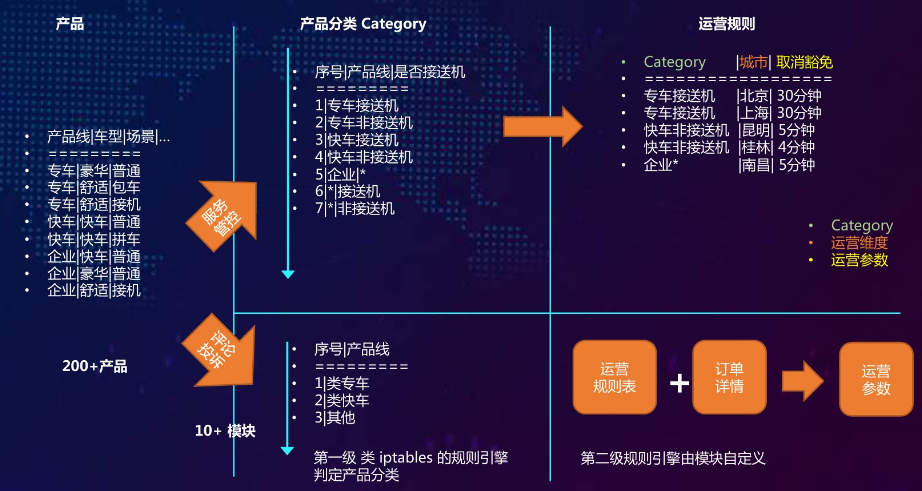 产品
产品线|车型|场景|...
=========
专车|豪华|普通
专车|舒适|包车
专车|舒适|接机
快车|快车|普通
快车|快车|拼车
企业|快车|普通
企业|豪华|普通
企业|舒适|接机
200+产品
服务
管控
评论
投诉
10+ 模块
产品分类 Category
序号|产品线|是否接送机
=========
1|专车接送机
2|专车非接送机
3|快车接送机
4|快车非接送机
5|企业|*
6|*|接送机
7|*|非接送机
序号|产品线
=========
1|类专车
2|类快车
3|其他
第一级 类 iptables 的规则引擎
判定产品分类
运营规则
Category |城市| 取消豁免
==================
专车接送机 |北京| 30分钟
专车接送机 |上海| 30分钟
快车非接送机 |昆明| 5分钟
快车非接送机 |桂林| 4分钟
企业* |南昌| 5分钟
Category
运营维度
运营参数
运营
规则表
+
订单
详情
运营
参数
第二级规则引擎由模块自定义